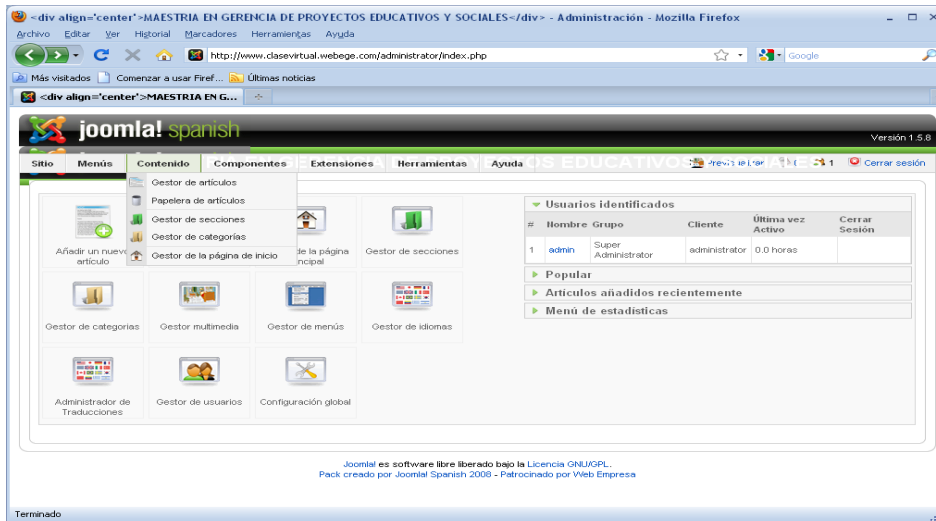 <div align='center'>MAESTRIA EN GERENCIA DE PROYECTOS EDUCATIVOS Y SOCIALES</div> - Administración - Mozilla Firefox
Archivo Editar Ver Historial Marcadores Herramientas Ayuda
http://www.clasevirtual.webege.com/administrator/index.php
Google
Más visitados Comenzar a usar Firef... Últimas noticias
<div align='center'>MAESTRIA EN G...
joomla! spanish
Versión 1.5.8
Sitio Menús Contenido Componentes Extensiones Herramientas Ayuda
OS EDUCATIVOS
1 Cerrar sesión
Gestor de artículos
Papelera de artículos
Gestor de secciones
Gestor de categorías
Gestor de la página de inicio
Añadir un nuevo artículo
de la página
Gestor de secciones
Gestor de categorias
Gestor multimedia
Gestor de menús
Gestor de idiomas
Administrador de Traducciones
Gestor de usuarios
Configuración global
Usuarios identificados
# Nombre Grupo Cliente Última vez Activo Cerrar Sesión
1 admin Super Administrator administrator 0.0 horas
Popular
Artículos añadidos recientemente
Menú de estadísticas
Joomla! es software libre liberado bajo la Licencia GNU/GPL.
Pack creado por Joomla! Spanish 2008 - Patrocinado por Web Empresa
Terminado